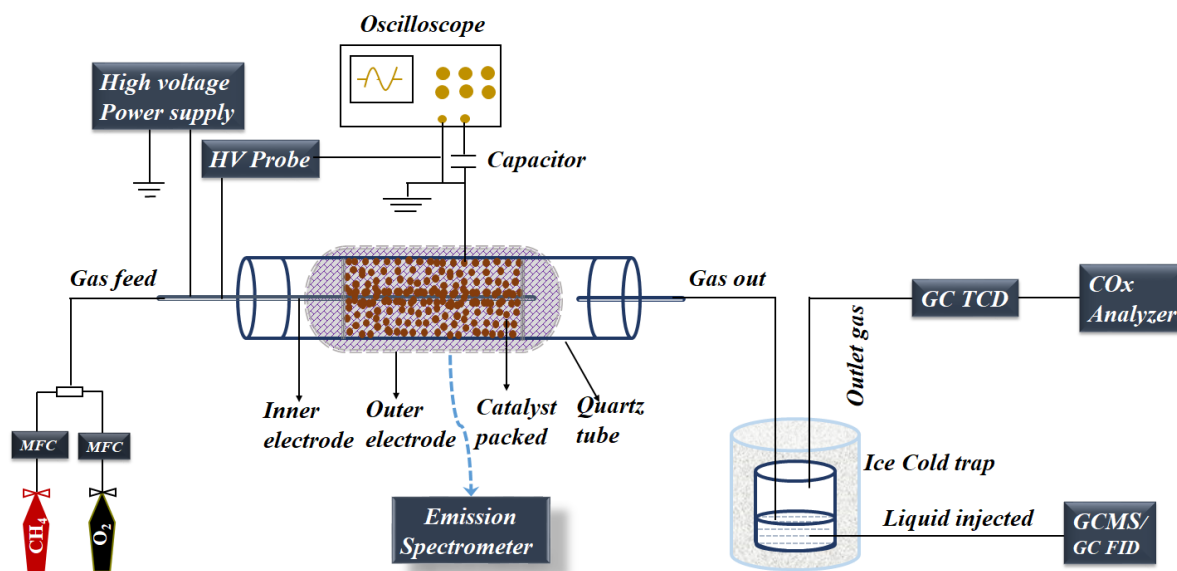 Oscilloscope
High voltage
Power supply
HV Probe
Capacitor
Gas feed
Gas out
GC TCD
COx
Analyzer
Outlet gas
Inner
electrode
Outer
electrode
Catalyst
packed
Quartz
tube
MFC
MFC
Ice Cold trap
CH₄
O₂
Emission
Spectrometer
Liquid injected
GCMS/
GC FID